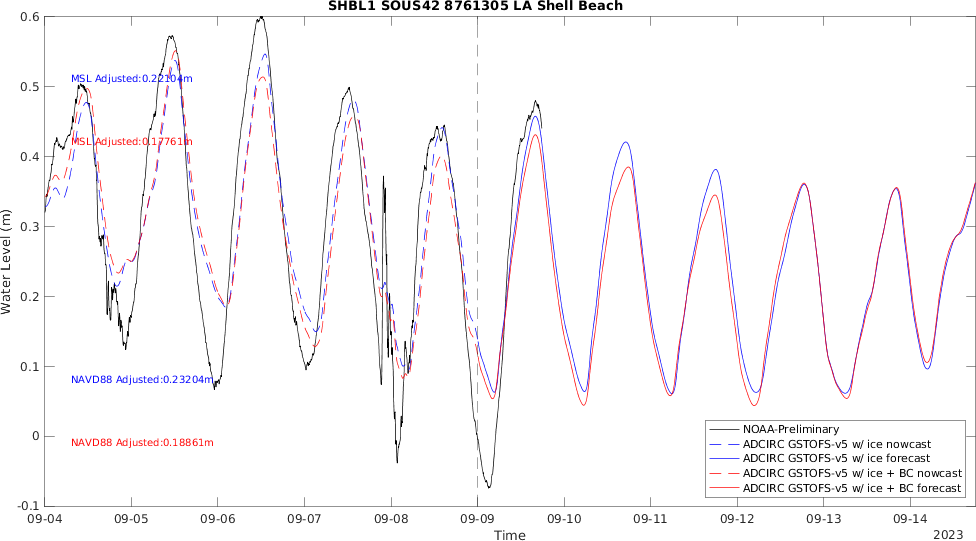 SHBL1 SOUS42 8761305 LA Shell Beach
0.6
0.5
0.4
0.3
0.2
0.1
0
-0.1
Water Level (m)
MSL Adjusted:0.22104m
MSL Adjusted:0.17761m
NAVD88 Adjusted:0.23204m
NAVD88 Adjusted:0.18861m
NOAA-Preliminary
ADCIRC GSTOFS-v5 w/ ice nowcast
ADCIRC GSTOFS-v5 w/ ice forecast
ADCIRC GSTOFS-v5 w/ ice + BC nowcast
ADCIRC GSTOFS-v5 w/ ice + BC forecast
09-04 09-05 09-06 09-07 09-08 09-09 09-10 09-11 09-12 09-13 09-14
Time
2023